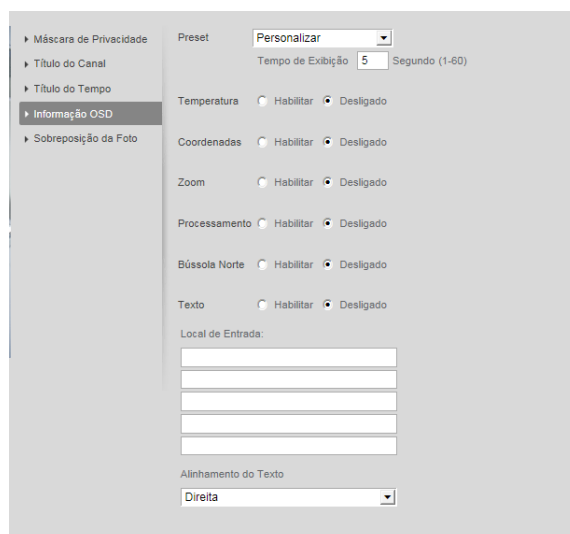 Máscara de Privacidade
Título do Canal
Título do Tempo
Informação OSD
Sobreposição da Foto
Preset Personalizar
Tempo de Exibição 5 Segundo (1-60)
Temperatura Habilitar Desligado
Coordenadas Habilitar Desligado
Zoom Habilitar Desligado
Processamento Habilitar Desligado
Bússola Norte Habilitar Desligado
Texto Habilitar Desligado
Local de Entrada:
Alinhamento do Texto
Direita